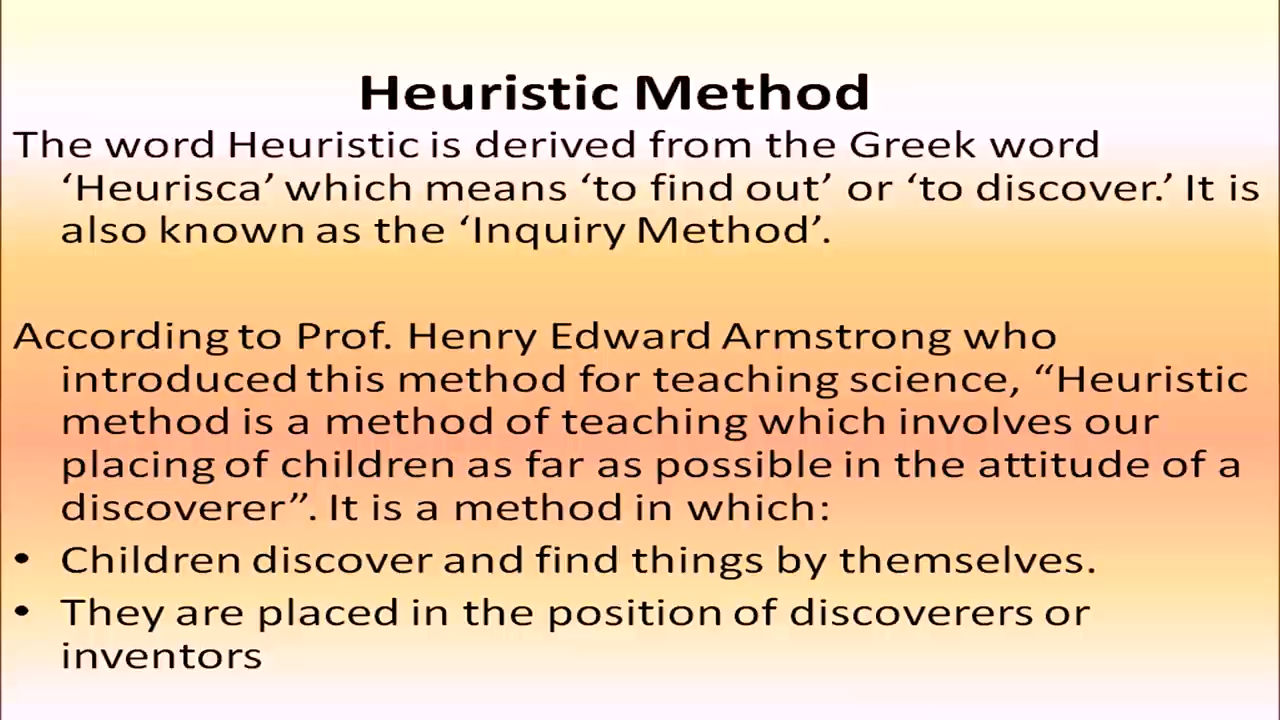 Heuristic Method
The word Heuristic is derived from the Greek word
‘Heurisca’ which means ‘to find out’ or ‘to discover.’ It is
also known as the ‘Inquiry Method’.
According to Prof. Henry Edward Armstrong who
introduced this method for teaching science, “Heuristic
method is a method of teaching which involves our
placing of children as far as possible in the attitude of a
discoverer”. It is a method in which:
• Children discover and find things by themselves.
• They are placed in the position of discoverers or
inventors